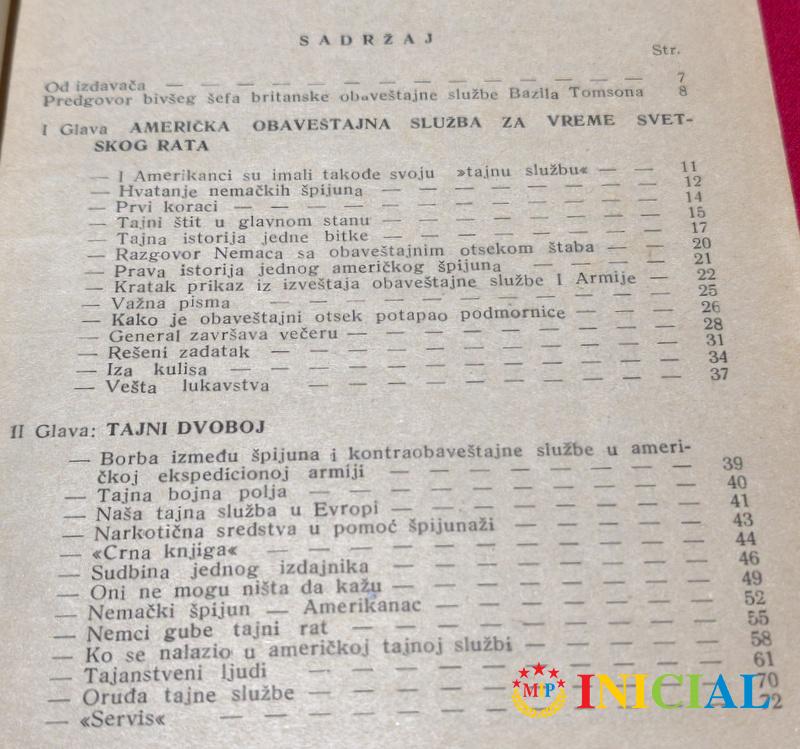 SADRŽAJ
Str.
Od izdavača — — — — — — — — — — — — — — 7
Predgovor bivšeg šefa britanske obaveštajne službe Bazila Tomsona 8
I Glava AMERIČKA OBAVEŠTAJNA SLUŽBA ZA VREME SVET-
SKOG RATA
— I Amerikanci su imali takođe svoju »tajnu službu« — — 11
— Hvatanje nemačkih špijuna — — — — — — — — 12
— Prvi koraci — — — — — — — — — — — — 14
— Tajni štit u glavnom stanu — — — — — — — — 15
— Tajna istorija jedne bitke — — — — — — — — 17
— Razgovor Nemaca sa obaveštajnim otsekom štaba — — 20
— Prava istorija jednog američkog špijuna — — — — 21
— Kratak prikaz iz izveštaja obaveštajne službe I Armije — 22
— Važna pisma — — — — — — — — — — — 25
— Kako je obaveštajni otsek potapao podmornice — — — 26
— General završava večeru — — — — — — — — — 28
— Rešeni zadatak — — — — — — — — — — — 31
— Iza kulisa — — — — — — — — — — — — 34
— Vešta lukavstva — — — — — — — — — — 37
II Glava: TAJNI DVOBOJ
— Borba između špijuna i kontraobaveštajne službe u ameri-
čkoj ekspedicionoj armiji — — — — — — — — 39
— Tajna bojna polja — — — — — — — — — — 40
— Naša tajna služba u Evropi — — — — — — — — 41
— Narkotična sredstva u pomoć špijunaži — — — — — 43
— «Crna knjiga« — — — — — — — — — — — 44
— Sudbina jednog izdajnika — — — — — — — — 46
— Oni ne mogu ništa da kažu — — — — — — — — 49
— Nemački špijun — Amerikanac — — — — — — — 52
— Nemci gube tajni rat — — — — — — — — — 55
— Ko se nalazio u američkoj tajnoj službi — — — — — 58
— Tajanstveni ljudi — — — — — — — — — — 61
— Oruđa tajne službe — — — — — — — — — 70
— «Servis« — — — — — — — — — — — 72
MIP INICIAL